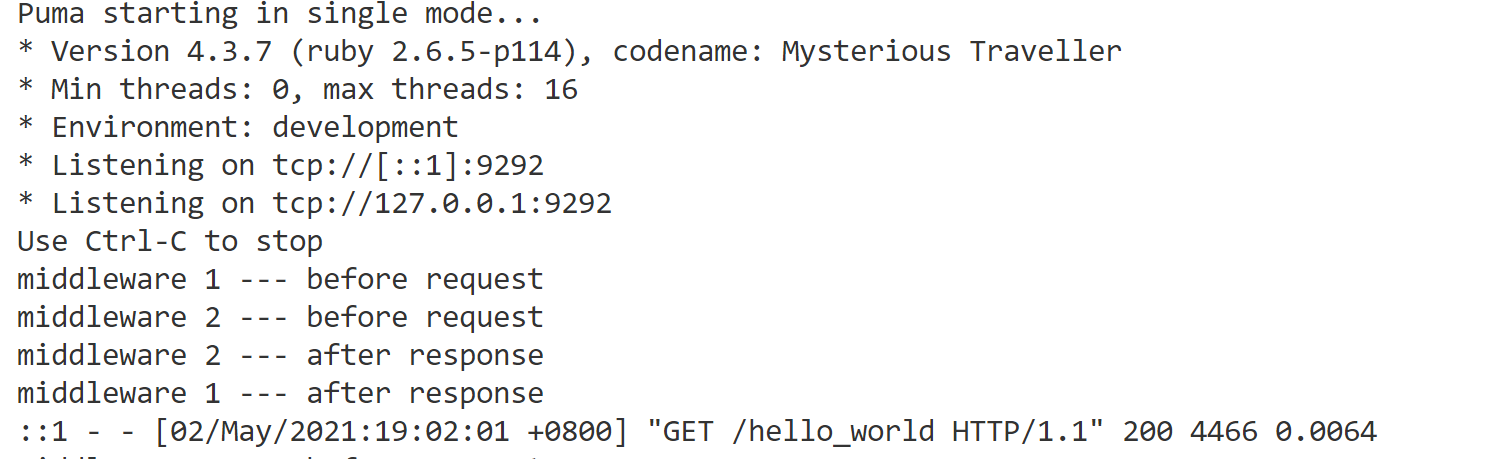 Puma starting in single mode...
* Version 4.3.7 (ruby 2.6.5-p114), codename: Mysterious Traveller
* Min threads: 0, max threads: 16
* Environment: development
* Listening on tcp://[::1]:9292
* Listening on tcp://127.0.0.1:9292
Use Ctrl-C to stop
middleware 1 --- before request
middleware 2 --- before request
middleware 2 --- after response
middleware 1 --- after response
::1 - - [02/May/2021:19:02:01 +0800] "GET /hello_world HTTP/1.1" 200 4466 0.0064